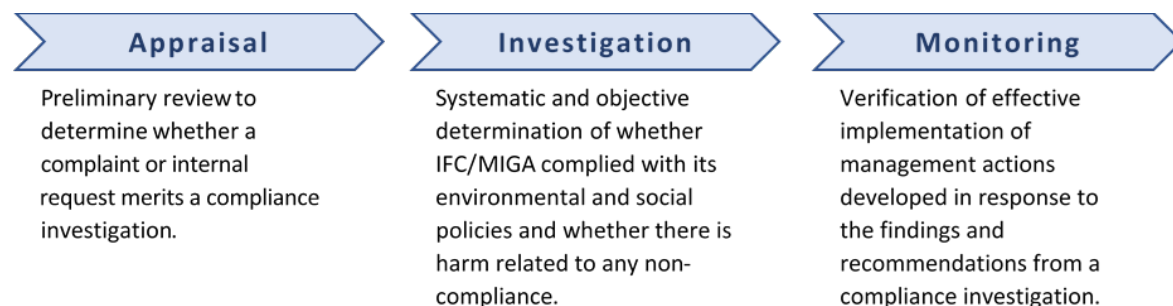 Appraisal
Preliminary review to
determine whether a
complaint or internal
request merits a compliance
investigation.
Investigation
Systematic and objective
determination of whether
IFC/MIGA complied with its
environmental and social
policies and whether there is
harm related to any non-
compliance.
Monitoring
Verification of effective
implementation of
management actions
developed in response to
the findings and
recommendations from a
compliance investigation.